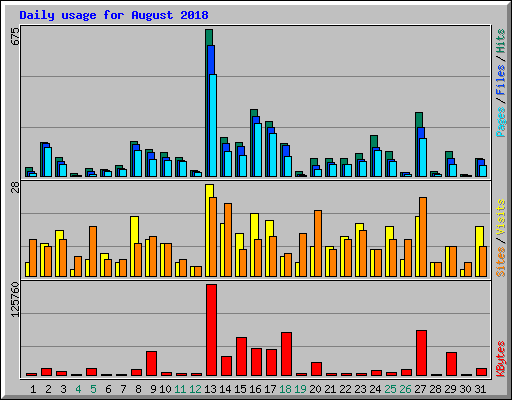 Daily usage for August 2018
675
Pages / Files / Hits
28
Sites / Visits
125760
KBytes
1 2 3 4 5 6 7 8 9 10 11 12 13 14 15 16 17 18 19 20 21 22 23 24 25 26 27 28 29 30 31